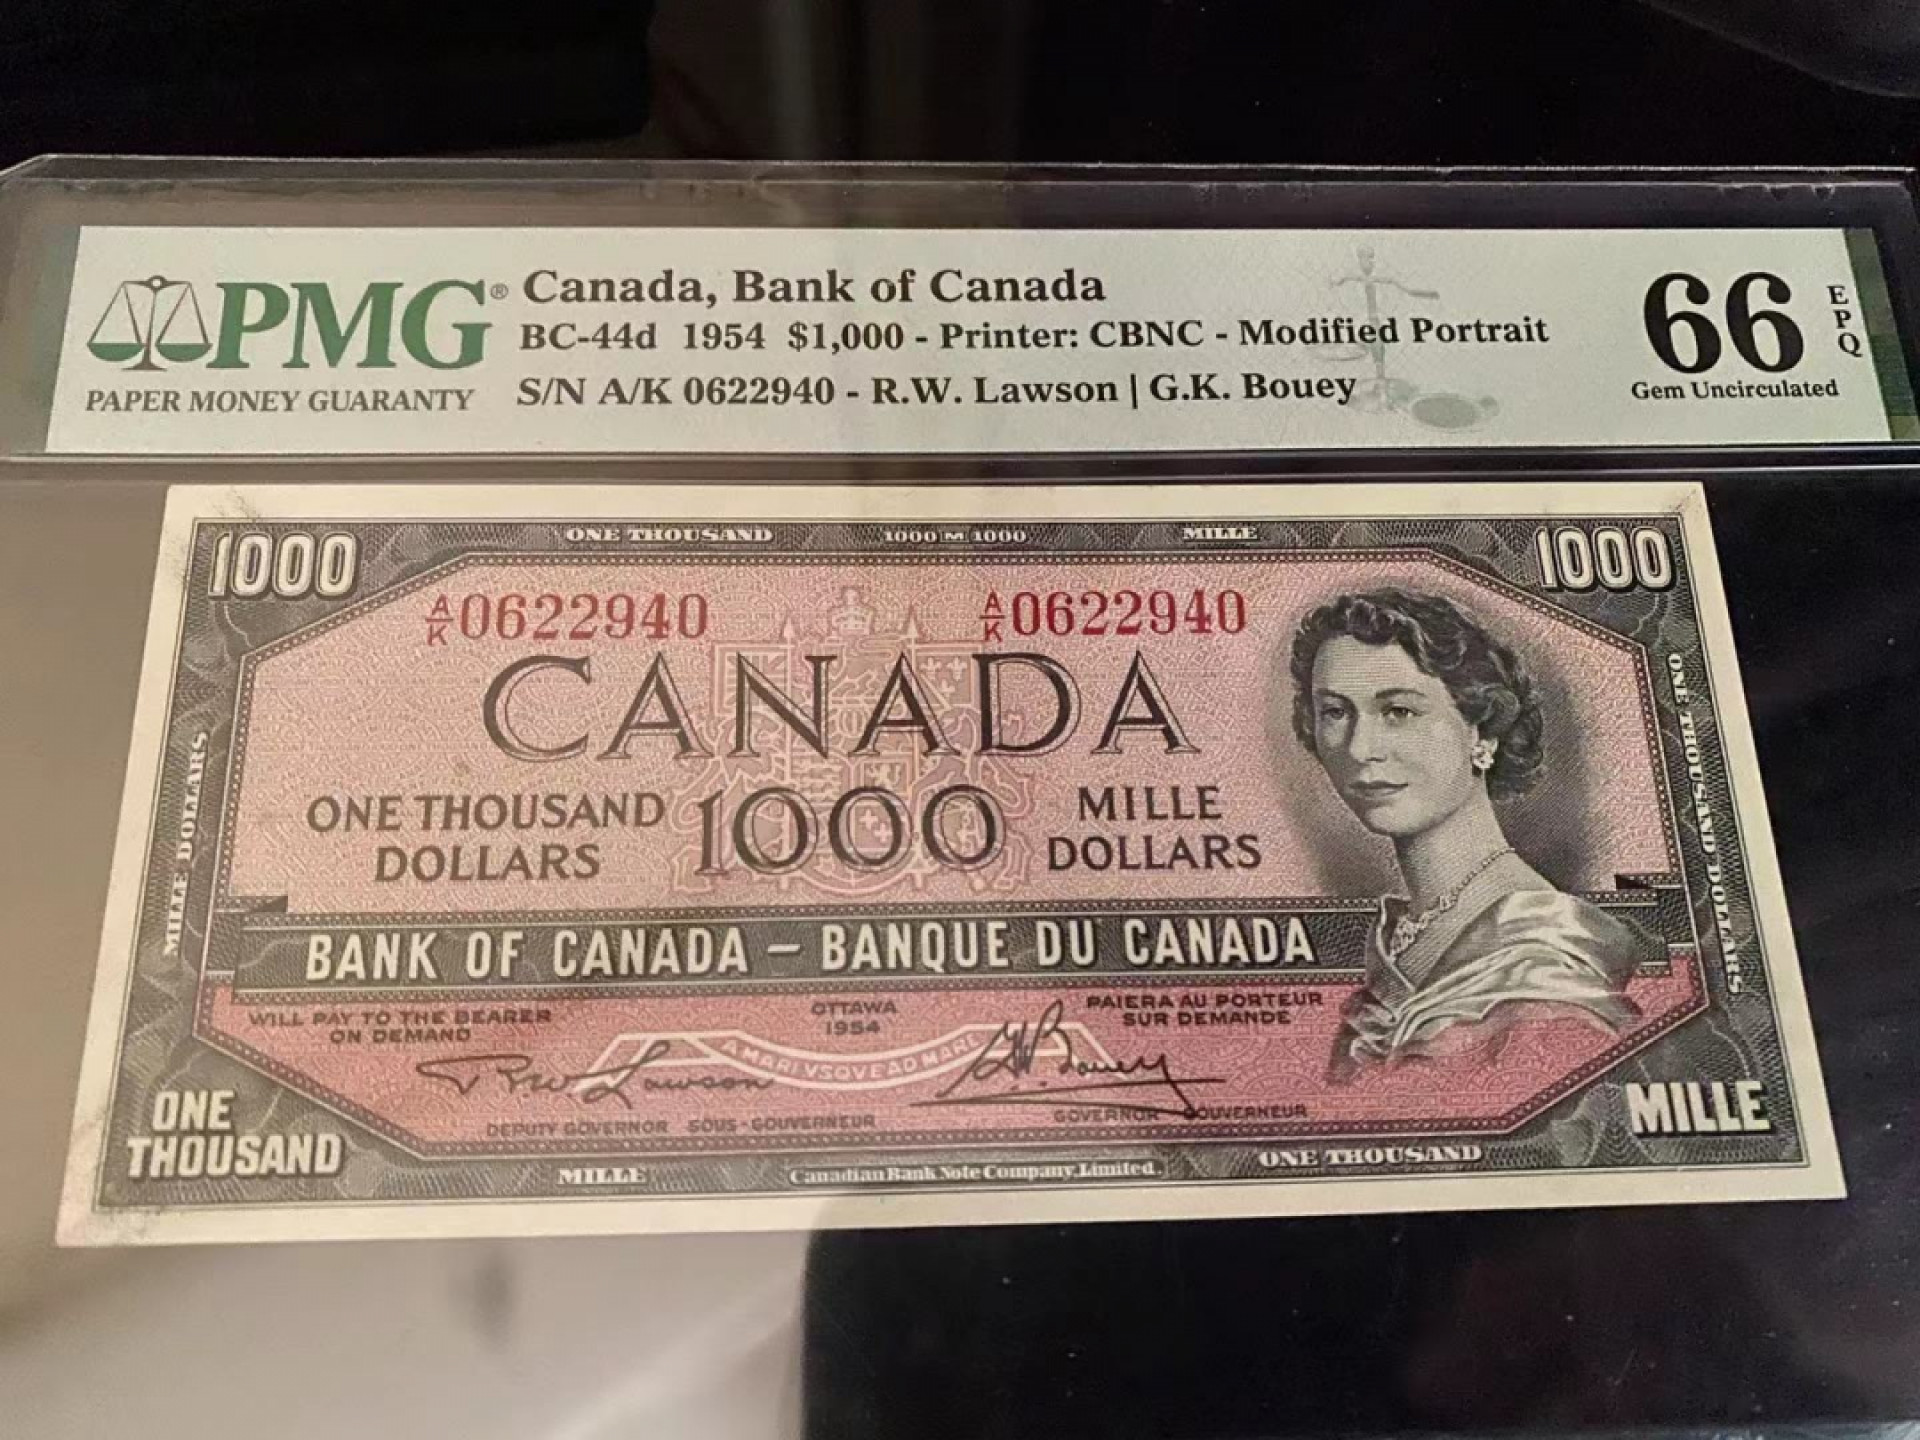 PMG®
PAPER MONEY GUARANTY
Canada, Bank of Canada
BC-44d 1954 $1,000 - Printer: CBNC - Modified Portrait
S/N A/K 0622940 - R.W. Lawson | G.K. Bouey
66 EPQ
Gem Uncirculated
1000 ONE THOUSAND 1000 M 1000 MILLE 1000
A/K 0622940 A/K 0622940
CANADA
ONE THOUSAND DOLLARS
1000
MILLE DOLLARS
MILLE DOLLARS
ONE THOUSAND DOLLARS
BANK OF CANADA – BANQUE DU CANADA
WILL PAY TO THE BEARER
ON DEMAND
OTTAWA
1954
PAIERA AU PORTEUR
SUR DEMANDE
A MARI VSQVE AD MARE
R.W. Lawson
G.K. Bouey
DEPUTY GOVERNOR SOUS-GOUVERNEUR
GOVERNOR GOUVERNEUR
ONE THOUSAND
MILLE
MILLE Canadian Bank Note Company, Limited. ONE THOUSAND